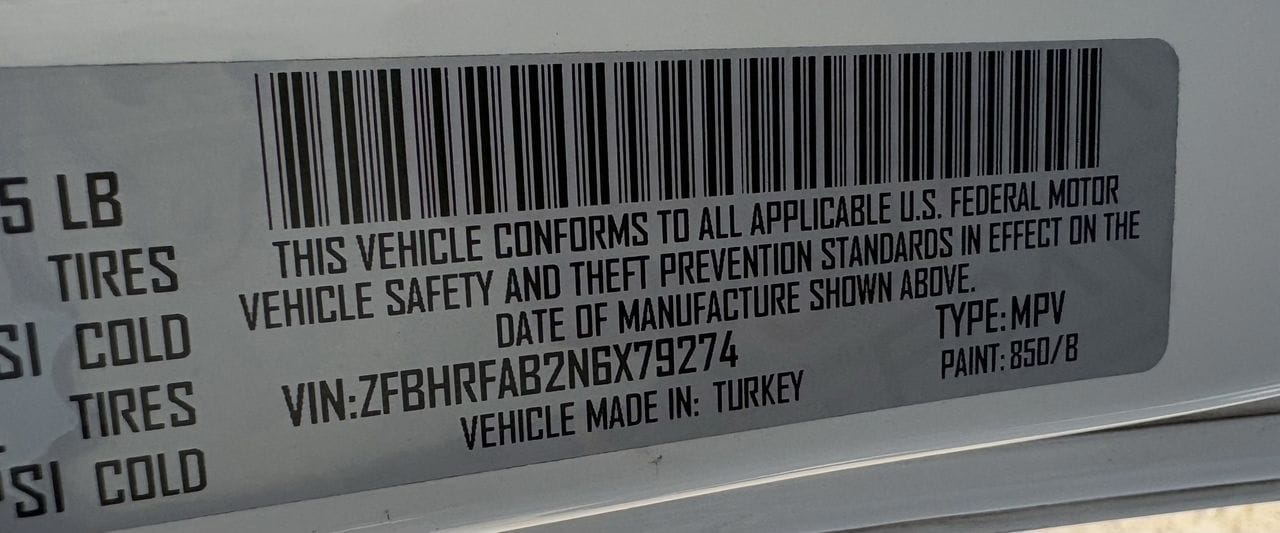 5 LB
TIRES
SI COLD
TIRES
PSI COLD
THIS VEHICLE CONFORMS TO ALL APPLICABLE U.S. FEDERAL MOTOR
VEHICLE SAFETY AND THEFT PREVENTION STANDARDS IN EFFECT ON THE
DATE OF MANUFACTURE SHOWN ABOVE.
VIN:ZFBHRFAB2N6X79274
TYPE:MPV
VEHICLE MADE IN: TURKEY
PAINT:850/B